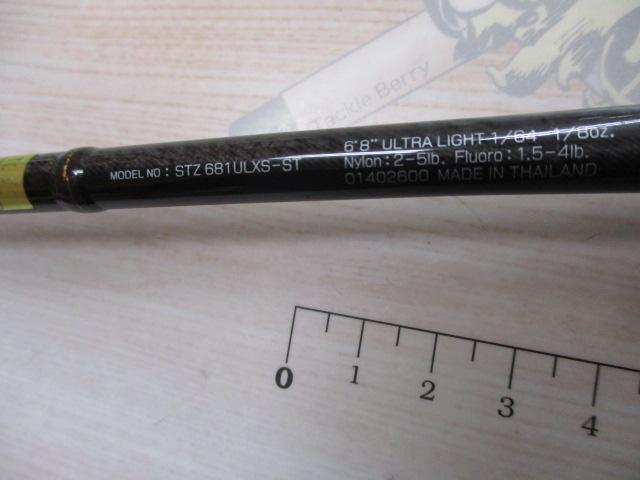 Tackle Berry
6'8" ULTRA LIGHT 1/64-1/8oz.
MODEL NO : STZ 681ULXS-ST
Nylon : 2-5lb. Fluoro : 1.5-4lb.
01402600 MADE IN THAILAND
0 1 2 3 4